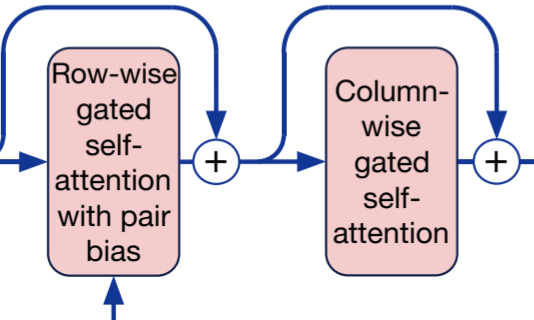 Row-wise
gated
self-
attention
with pair
bias
+
Column-
wise
gated
self-
attention
+